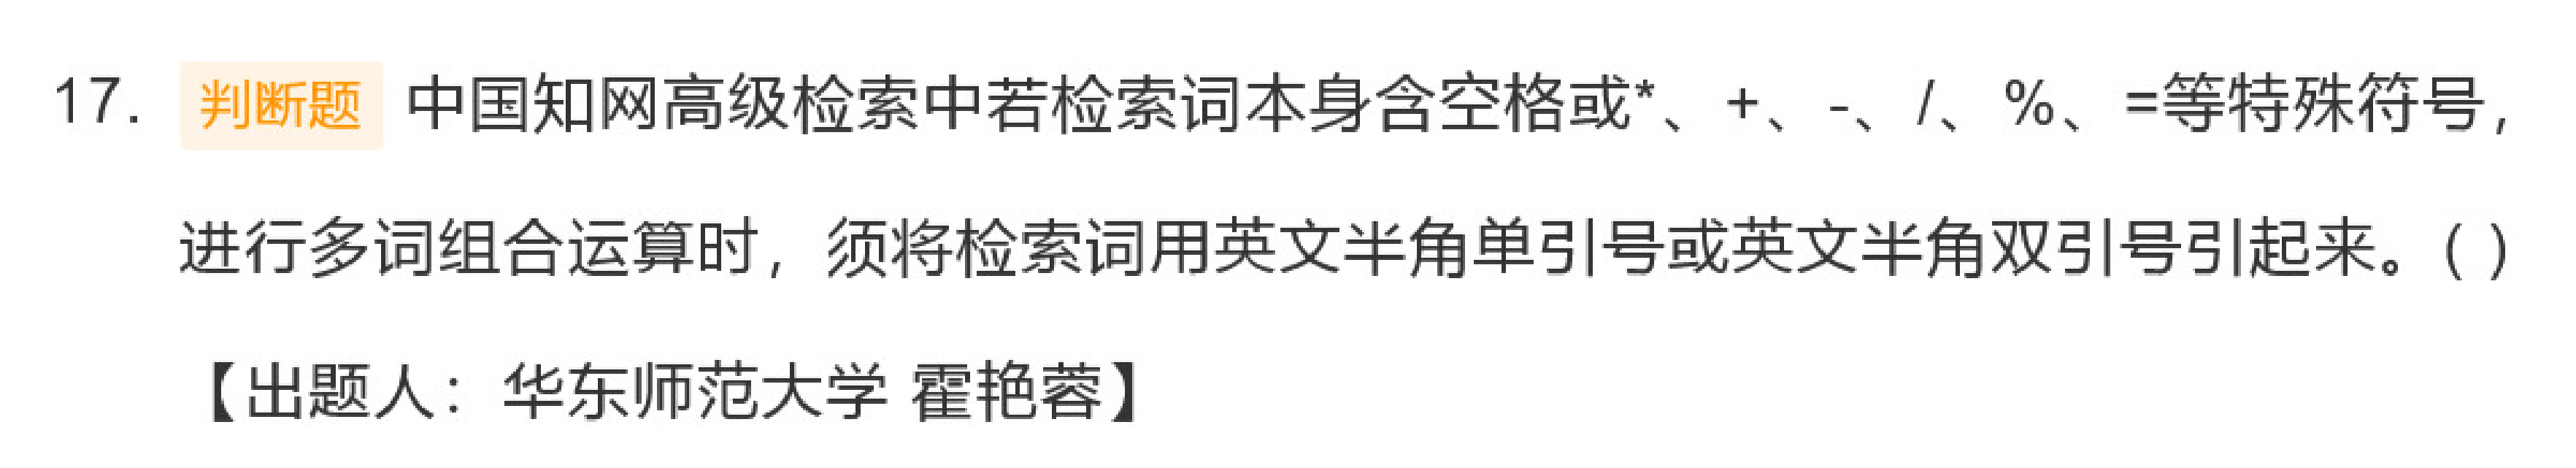 17. 判断题 中国知网高级检索中若检索词本身含空格或*、+、-、/、%、=等特殊符号,
进行多词组合运算时，须将检索词用英文半角单引号或英文半角双引号引起来。( )
【出题人：华东师范大学 霍艳蓉】